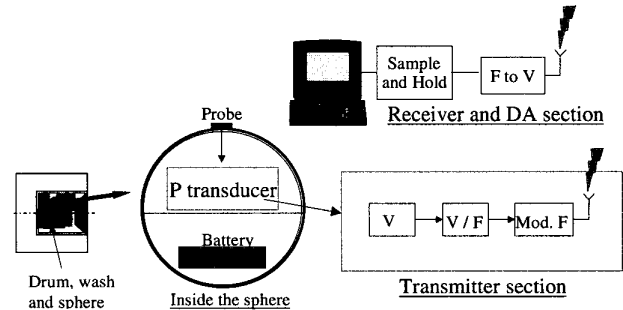 Sample
and Hold
F to V
Receiver and DA section
Probe
P transducer
Battery
Inside the sphere
Drum, wash
and sphere
V
V / F
Mod. F
Transmitter section